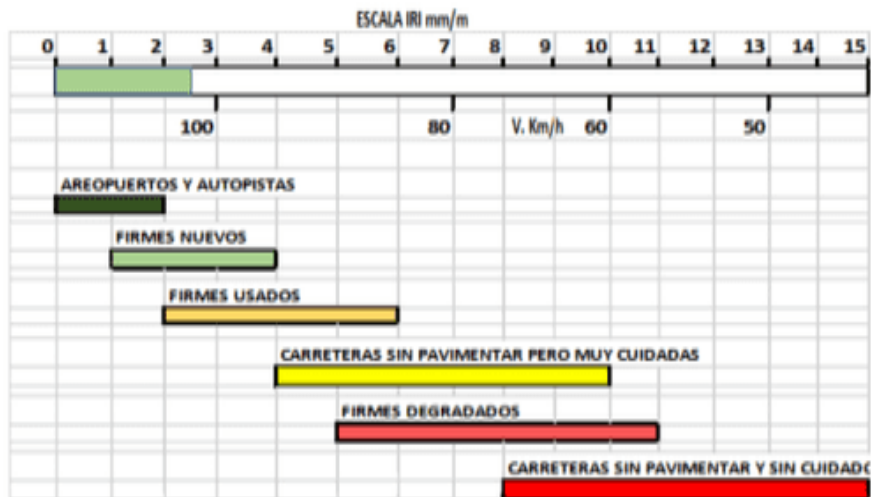 ESCALA IRI mm/m
0 1 2 3 4 5 6 7 8 9 10 11 12 13 14 15
100 80 V. Km/h 60 50
AREOPUERTOS Y AUTOPISTAS
FIRMES NUEVOS
FIRMES USADOS
CARRETERAS SIN PAVIMENTAR PERO MUY CUIDADAS
FIRMES DEGRADADOS
CARRETERAS SIN PAVIMENTAR Y SIN CUIDADO